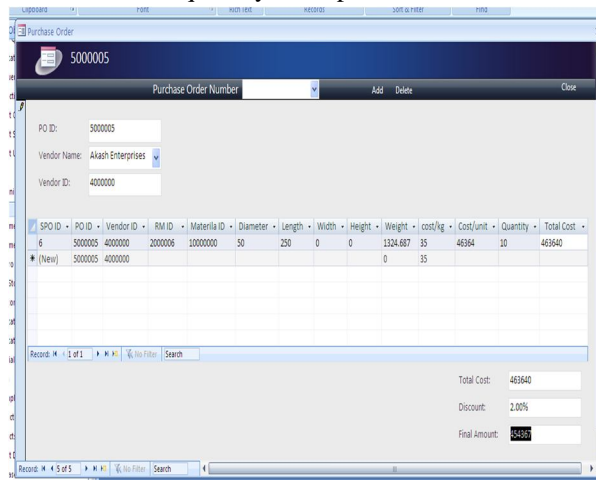 Clipboard Font Rich Text Records Sort & Filter Find
Purchase Order
5000005
Purchase Order Number Add Delete Close
PO ID: 5000005
Vendor Name: Akash Enterprises
Vendor ID: 4000000
SPO ID PO ID Vendor ID RM ID Materila ID Diameter Length Width Height Weight cost/kg Cost/unit Quantity Total Cost
6 5000005 4000000 2000006 10000000 50 250 0 0 1324.687 35 46364 10 463640
(New) 5000005 4000000 0 35
Record: 1 of 1 No Filter Search
Total Cost: 463640
Discount: 2.00%
Final Amount: 454367
Record: 5 of 5 No Filter Search